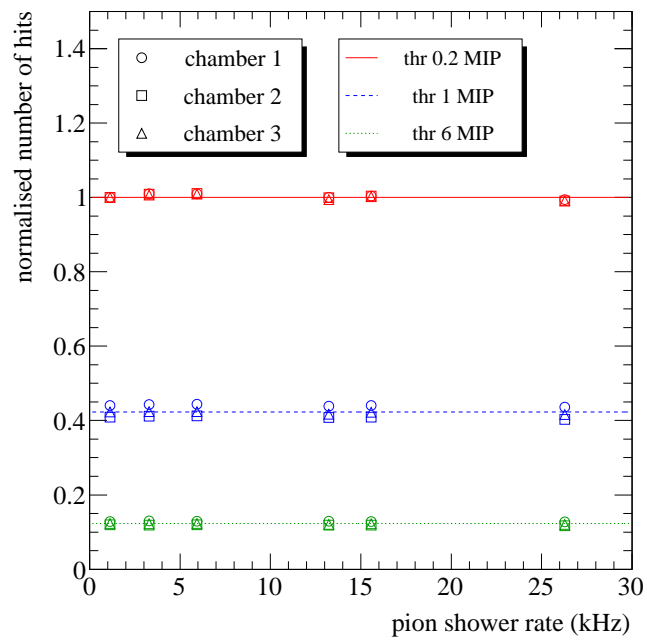 normalised number of hits
1.4
1.2
1
0.8
0.6
0.4
0.2
0
chamber 1
chamber 2
chamber 3
thr 0.2 MIP
thr 1 MIP
thr 6 MIP
0 5 10 15 20 25 30
pion shower rate (kHz)